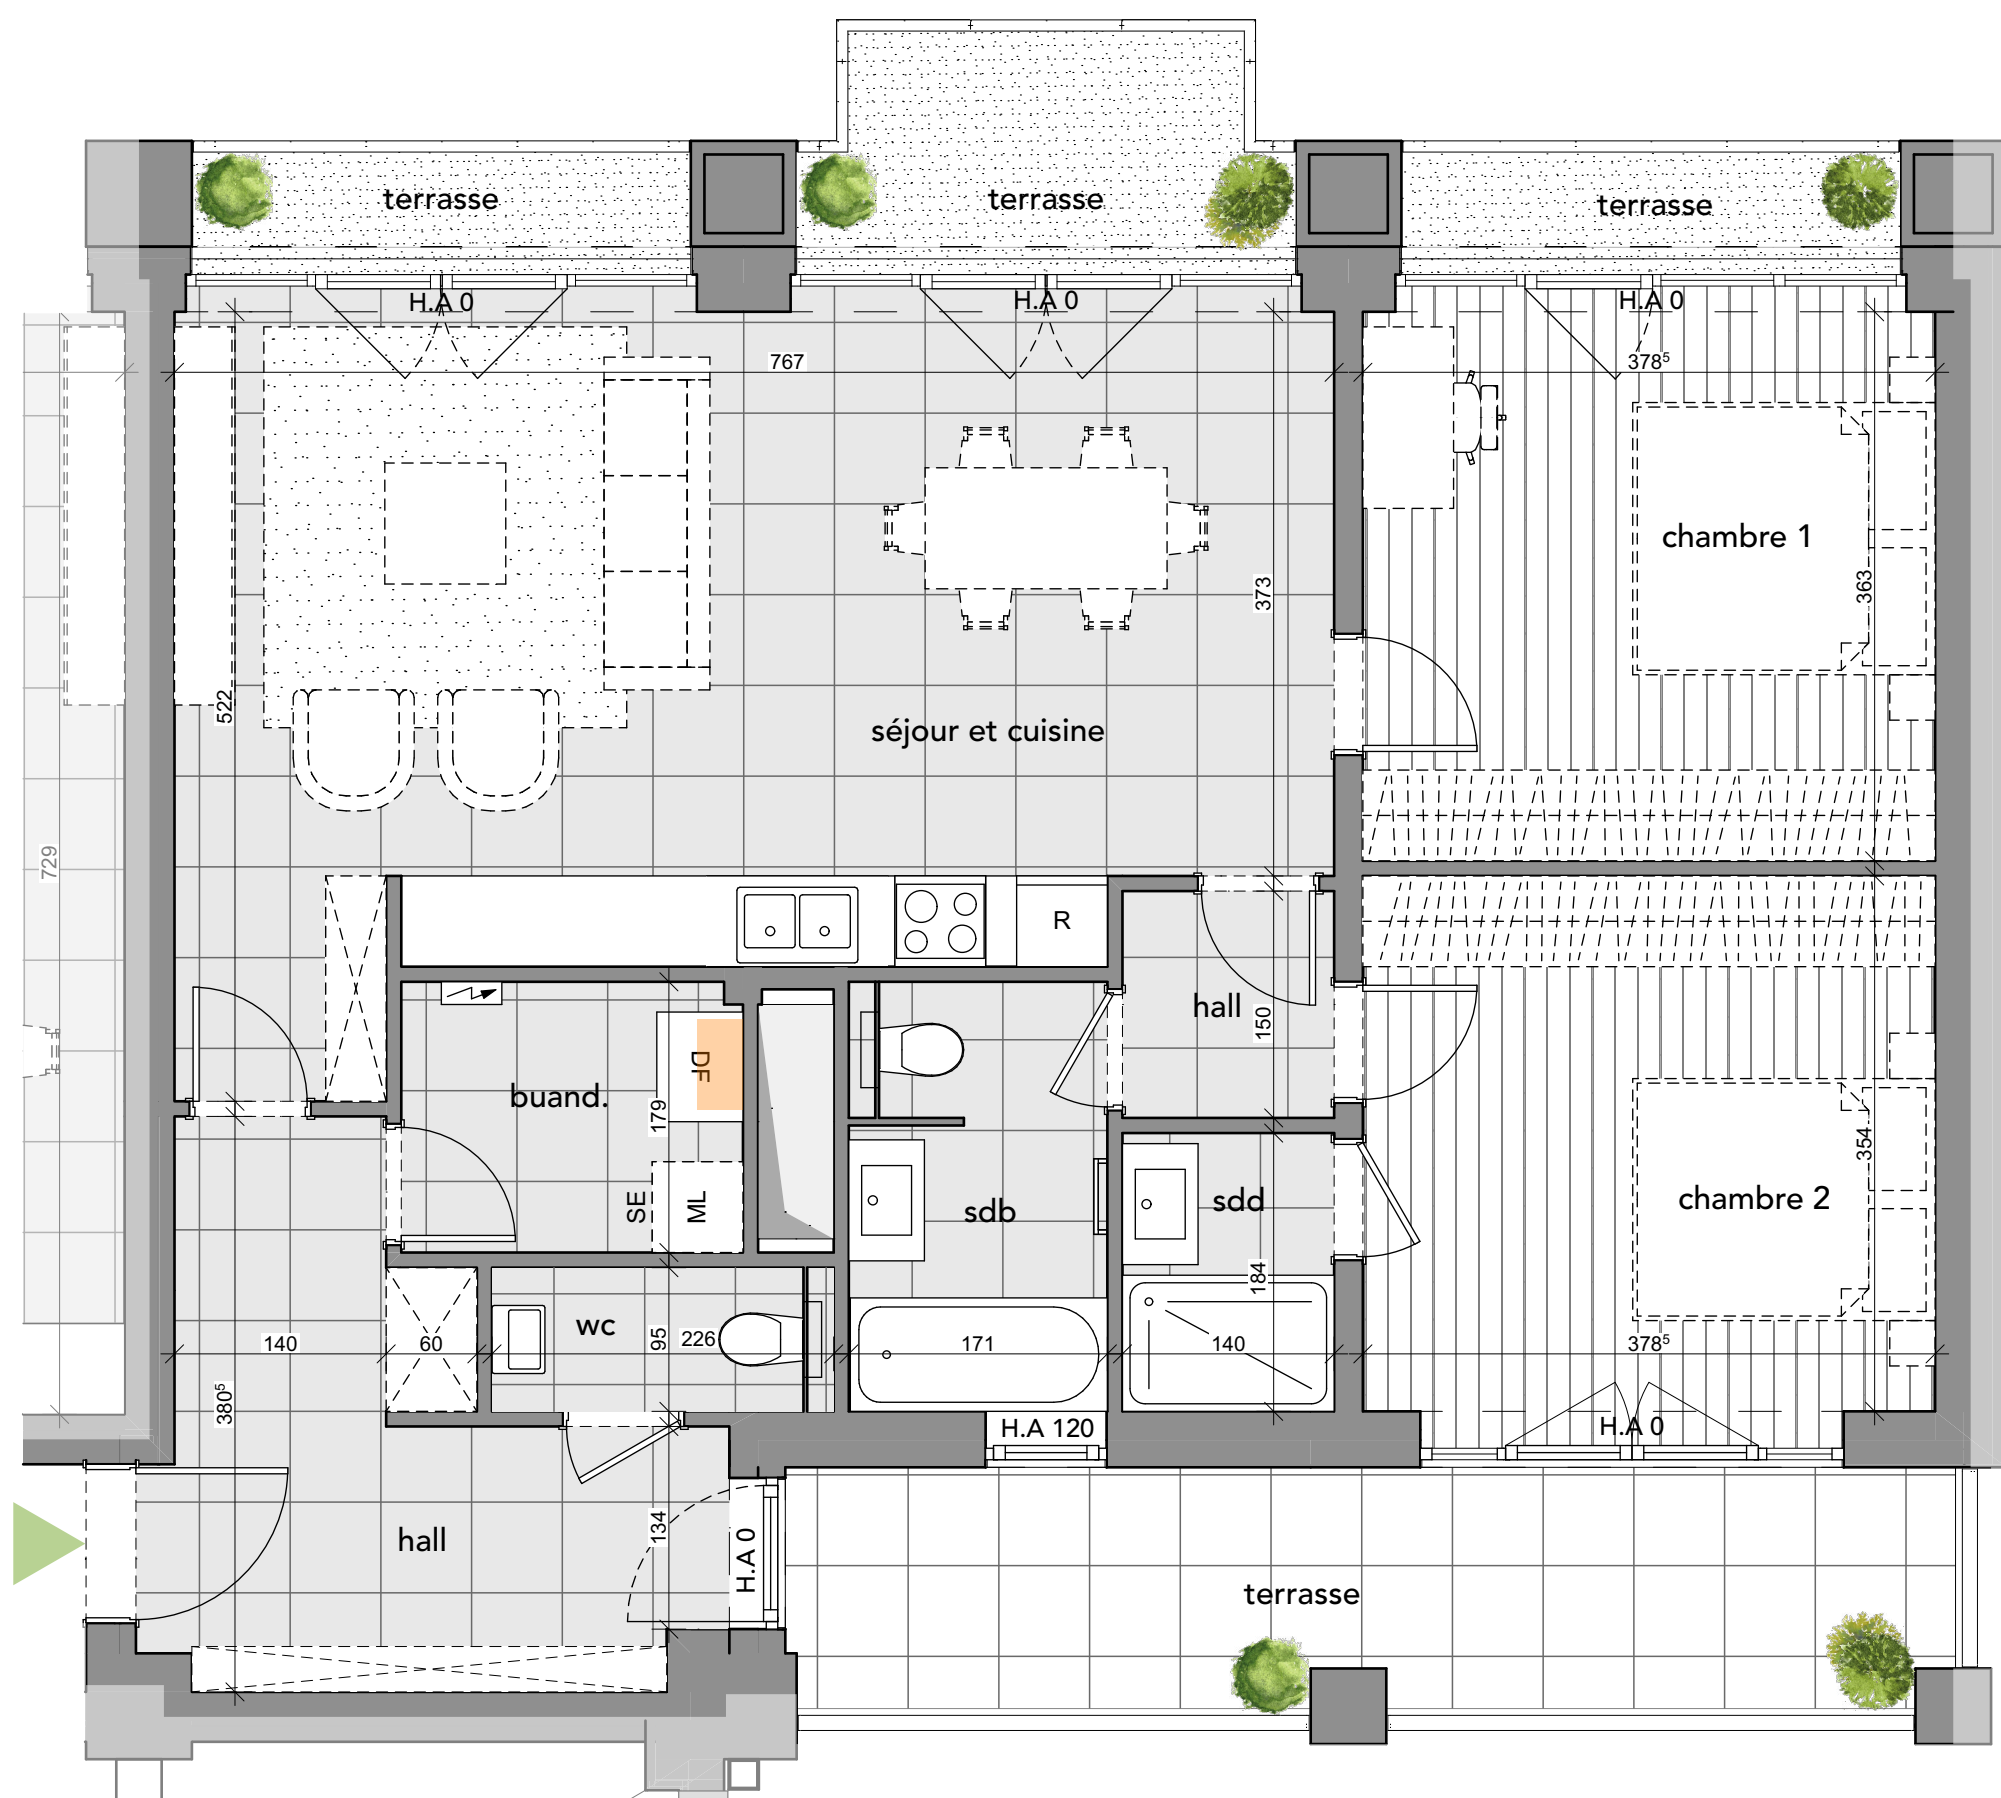 terrasse
terrasse
terrasse
H.A 0
H.A 0
H.A 0
767
378⁵
chambre 1
363
373
522
séjour et cuisine
729
R
hall
150
DF
buand.
179
354
SE
ML
sdb
sdd
chambre 2
184
wc
226
95
140
60
171
140
378⁵
380⁵
H.A 120
H.A 0
134
hall
H.A 0
terrasse